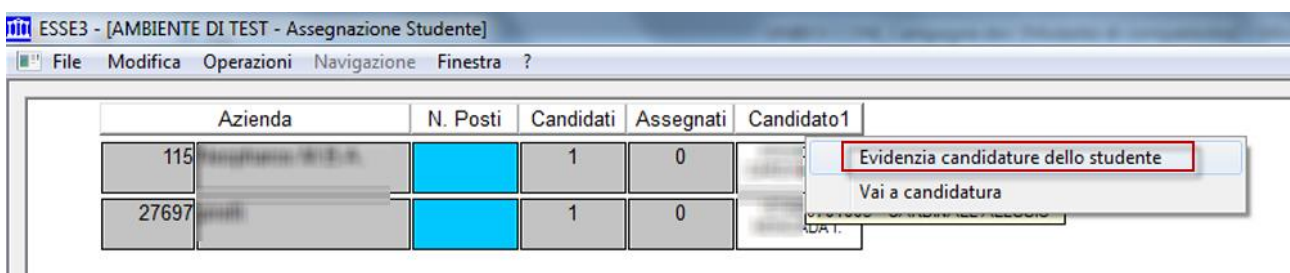 ESSE3 - [AMBIENTE DI TEST - Assegnazione Studente]
File Modifica Operazioni Navigazione Finestra ?
Azienda N. Posti Candidati Assegnati Candidato1
115 1 0
Evidenzia candidature dello studente
Vai a candidatura
27697 1 0